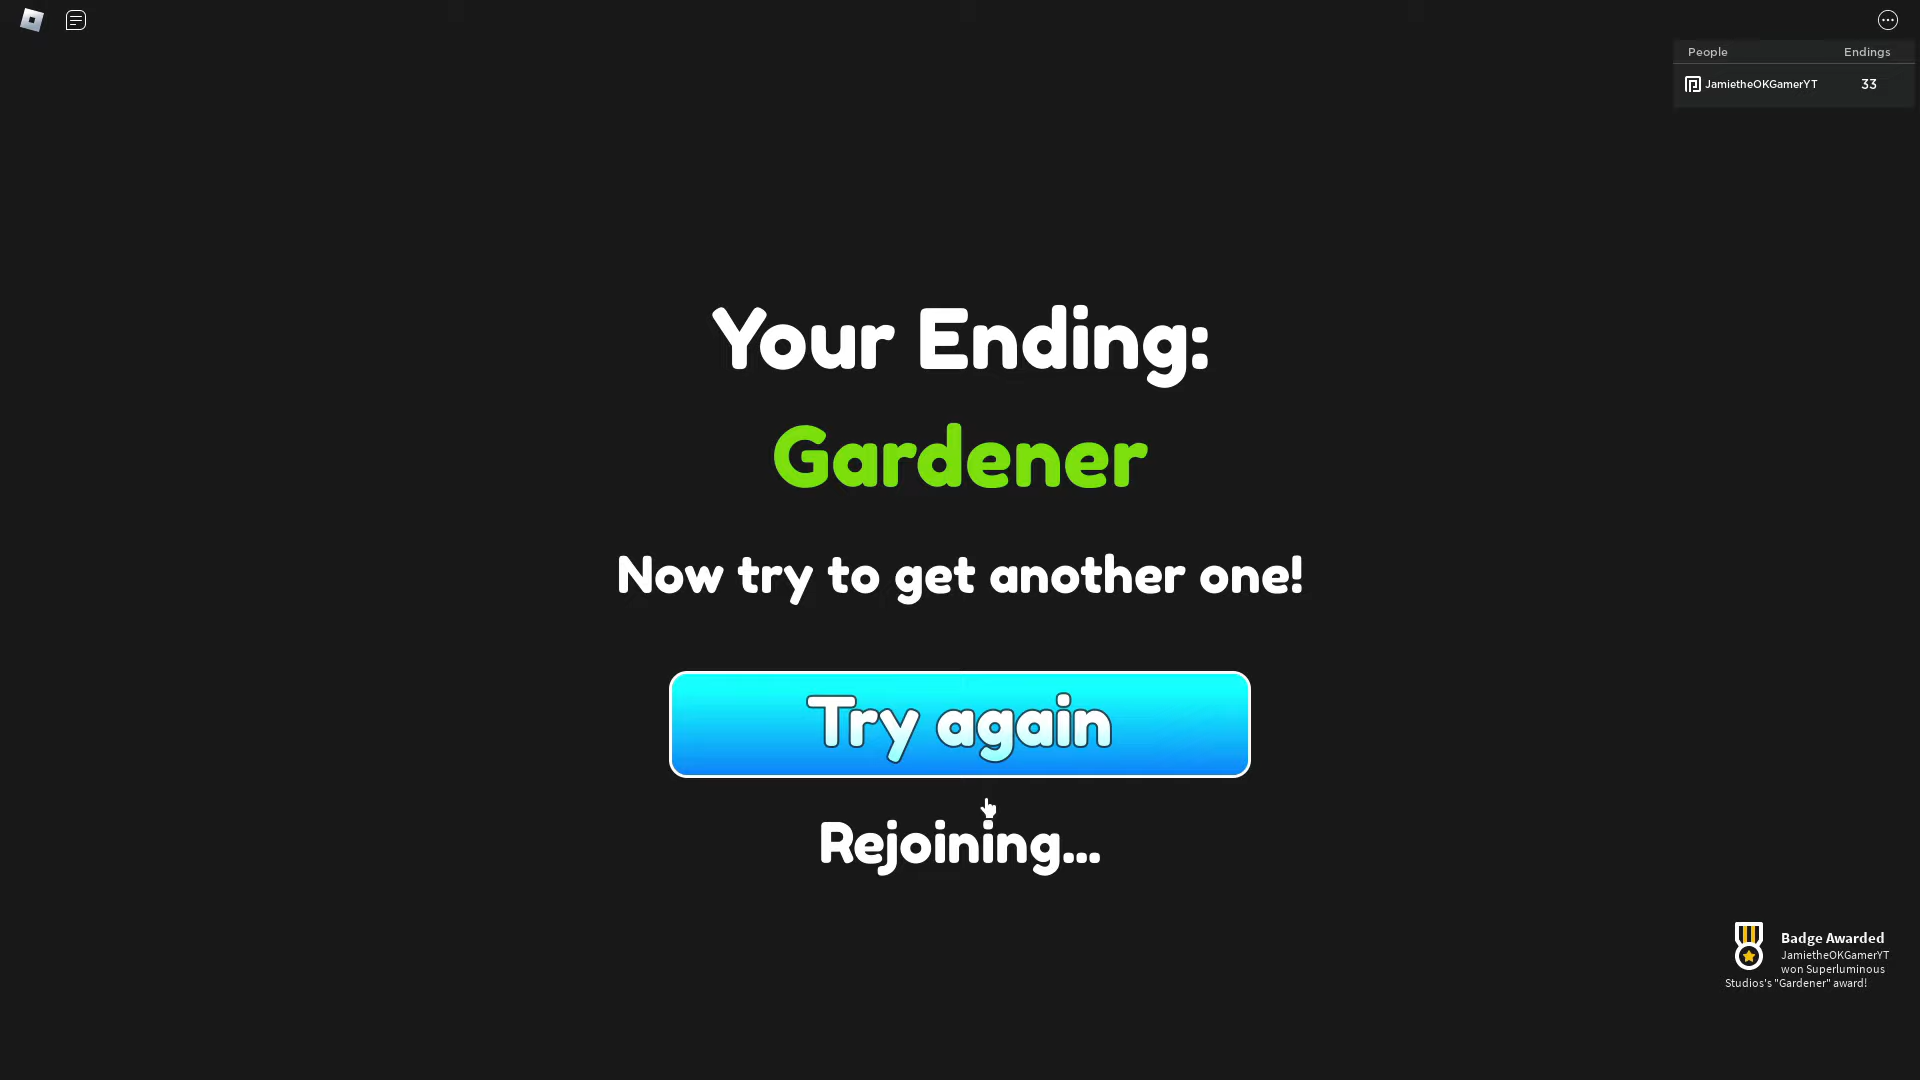 People Endings
JamietheOKGamerYT 33
Your Ending:
Gardener
Now try to get another one!
Try again
Rejoining...
Badge Awarded
JamietheOKGamerYT
won Superluminous
Studios's "Gardener" award!